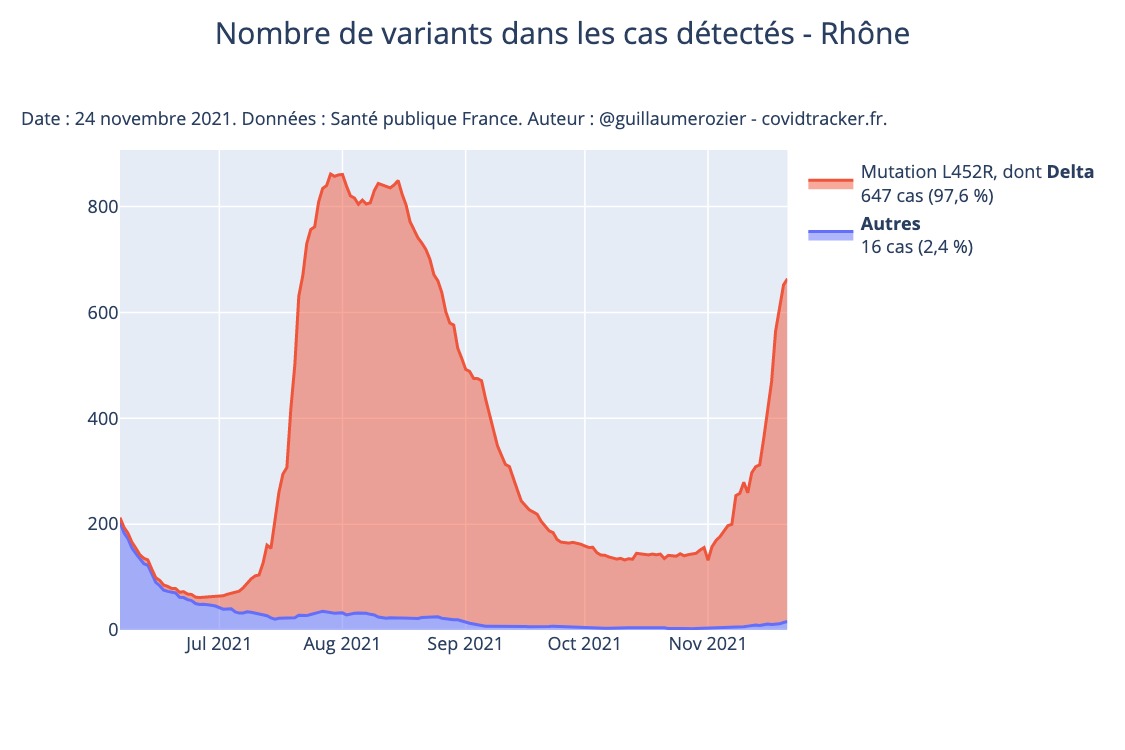 Nombre de variants dans les cas détectés - Rhône
Date : 24 novembre 2021. Données : Santé publique France. Auteur : @guillaumerozier - covidtracker.fr.
Mutation L452R, dont Delta
647 cas (97,6 %)
Autres
16 cas (2,4 %)
800
600
400
200
0
Jul 2021
Aug 2021
Sep 2021
Oct 2021
Nov 2021